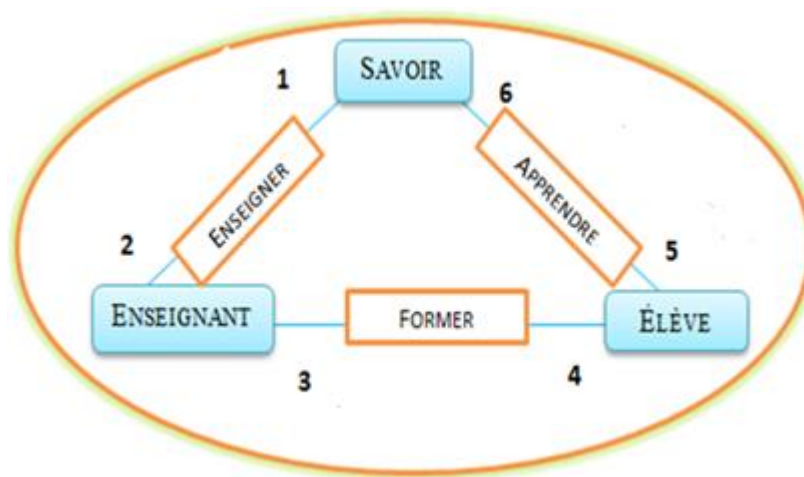 SAVOIR
1
6
ENSEIGNER
APPRENDRE
2
5
ENSEIGNANT
FORMER
ÉLÈVE
3
4